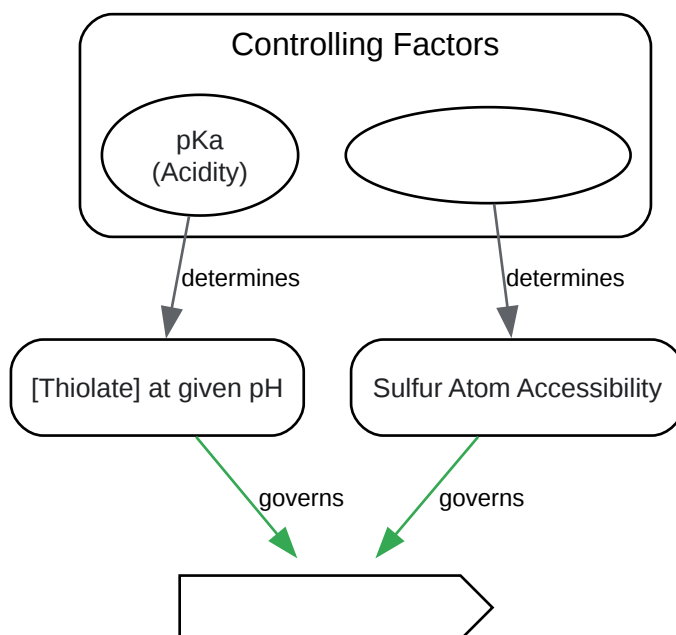 Controlling Factors
pKa
(Acidity)
determines
determines
[Thiolate] at given pH
Sulfur Atom Accessibility
governs
governs